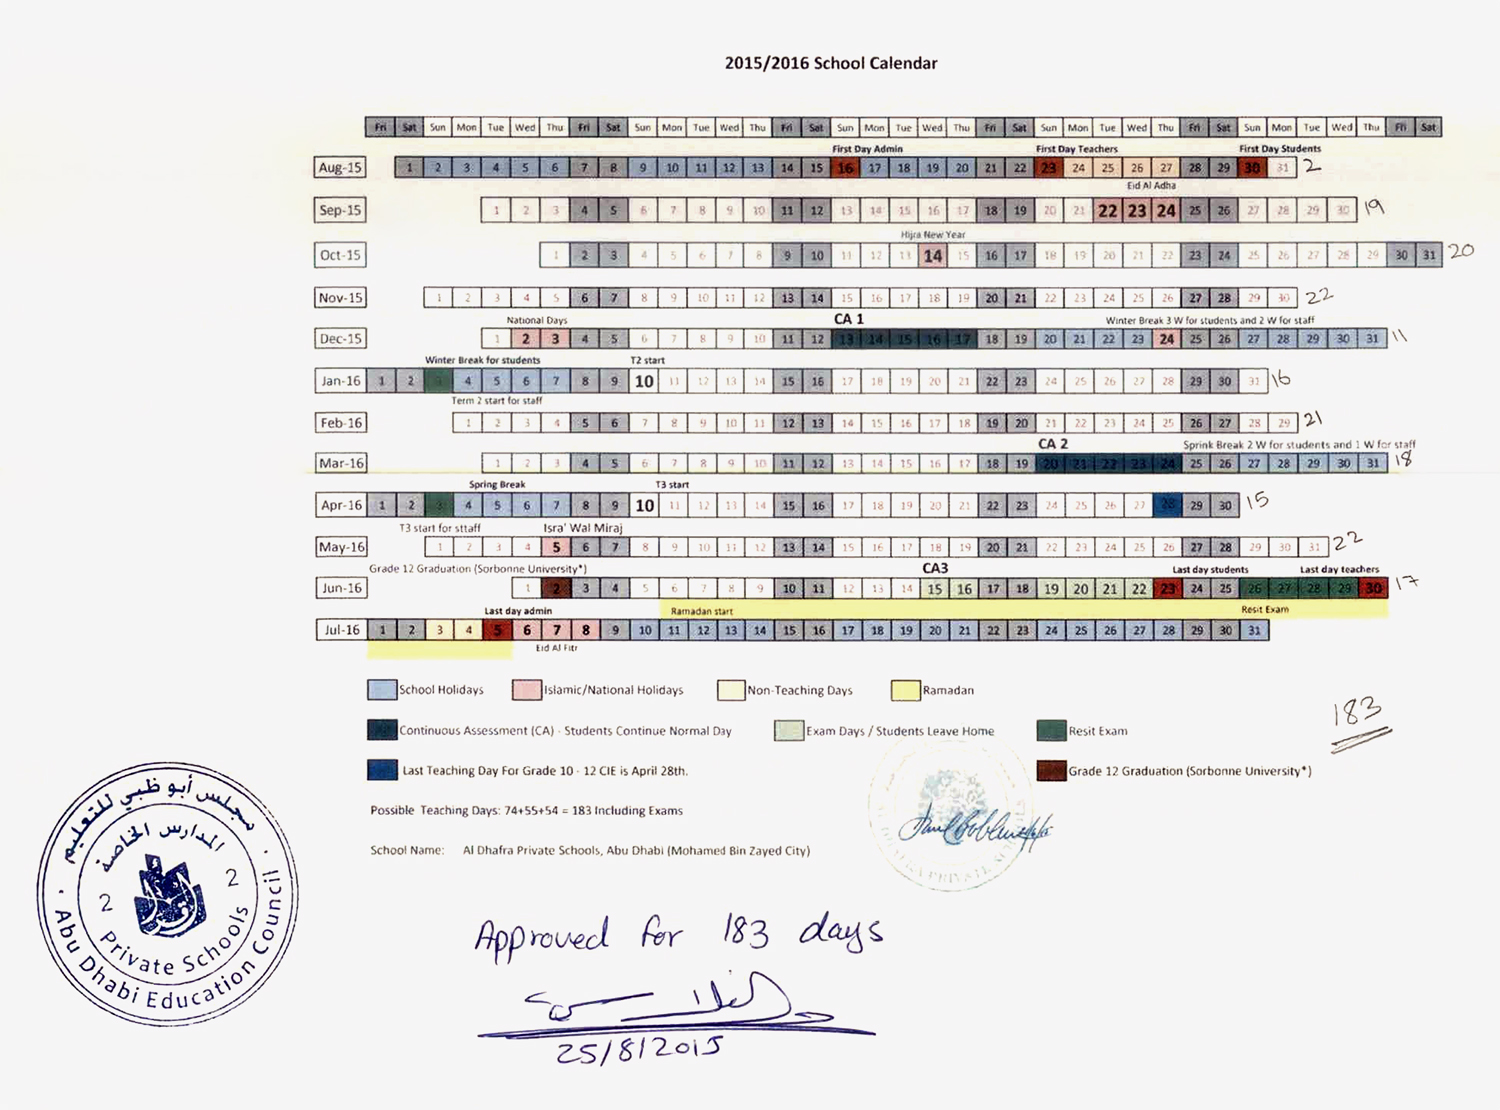 2015/2016 School Calendar
Fri Sat Sun Mon Tue Wed Thu Fri Sat Sun Mon Tue Wed Thu Fri Sat Sun Mon Tue Wed Thu Fri Sat Sun Mon Tue Wed Thu Fri Sat Sun Mon Tue Wed Thu Fri Sat
First Day Admin First Day Teachers First Day Students
Aug-15 1 2 3 4 5 6 7 8 9 10 11 12 13 14 15 16 17 18 19 20 21 22 23 24 25 26 27 28 29 30 31 2
Eid Al Adha
Sep-15 1 2 3 4 5 6 7 8 9 10 11 12 13 14 15 16 17 18 19 20 21 22 23 24 25 26 27 28 29 30 19
Hijra New Year
Oct-15 1 2 3 4 5 6 7 8 9 10 11 12 13 14 15 16 17 18 19 20 21 22 23 24 25 26 27 28 29 30 31 20
Nov-15 1 2 3 4 5 6 7 8 9 10 11 12 13 14 15 16 17 18 19 20 21 22 23 24 25 26 27 28 29 30 22
National Days CA 1 Winter Break 3 W for students and 2 W for staff
Dec-15 1 2 3 4 5 6 7 8 9 10 11 12 13 14 15 16 17 18 19 20 21 22 23 24 25 26 27 28 29 30 31 11
Winter Break for students T2 start
Jan-16 1 2 3 4 5 6 7 8 9 10 11 12 13 14 15 16 17 18 19 20 21 22 23 24 25 26 27 28 29 30 31 16
Term 2 start for staff
Feb-16 1 2 3 4 5 6 7 8 9 10 11 12 13 14 15 16 17 18 19 20 21 22 23 24 25 26 27 28 29 21
CA 2 Sprink Break 2 W for students and 1 W for staff
Mar-16 1 2 3 4 5 6 7 8 9 10 11 12 13 14 15 16 17 18 19 20 21 22 23 24 25 26 27 28 29 30 31 18
Spring Break T3 start
Apr-16 1 2 3 4 5 6 7 8 9 10 11 12 13 14 15 16 17 18 19 20 21 22 23 24 25 26 27 28 29 30 15
T3 start for sttaff Isra' Wal Miraj
May-16 1 2 3 4 5 6 7 8 9 10 11 12 13 14 15 16 17 18 19 20 21 22 23 24 25 26 27 28 29 30 31 22
Grade 12 Graduation (Sorbonne University*) CA3 Last day students Last day teachers
Jun-16 1 2 3 4 5 6 7 8 9 10 11 12 13 14 15 16 17 18 19 20 21 22 23 24 25 26 27 28 29 30 17
Last day admin Ramadan start Resit Exam
Jul-16 1 2 3 4 5 6 7 8 9 10 11 12 13 14 15 16 17 18 19 20 21 22 23 24 25 26 27 28 29 30 31
Eid Al Fitr
School Holidays Islamic/National Holidays Non-Teaching Days Ramadan
183
Continuous Assessment (CA) - Students Continue Normal Day Exam Days / Students Leave Home Resit Exam
Last Teaching Day For Grade 10 - 12 CIE is April 28th. Grade 12 Graduation (Sorbonne University*)
Possible Teaching Days: 74+55+54 = 183 Including Exams
School Name: Al Dhafra Private Schools, Abu Dhabi (Mohamed Bin Zayed City)
مجلس أبوظبي للتعليم
المدارس الخاصة
2 2
Private Schools
Abu Dhabi Education Council
Approved for 183 days
25/8/2015